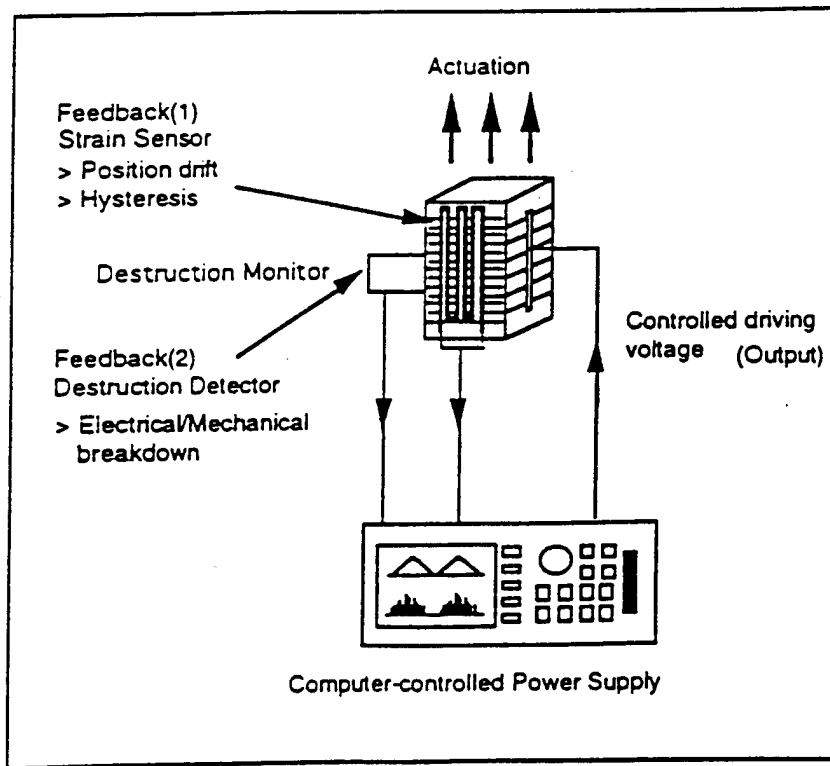 Actuation
Feedback(1)
Strain Sensor
> Position drift
> Hysteresis
Destruction Monitor
Feedback(2)
Destruction Detector
> Electrical/Mechanical
breakdown
Controlled driving
voltage (Output)
Computer-controlled Power Supply